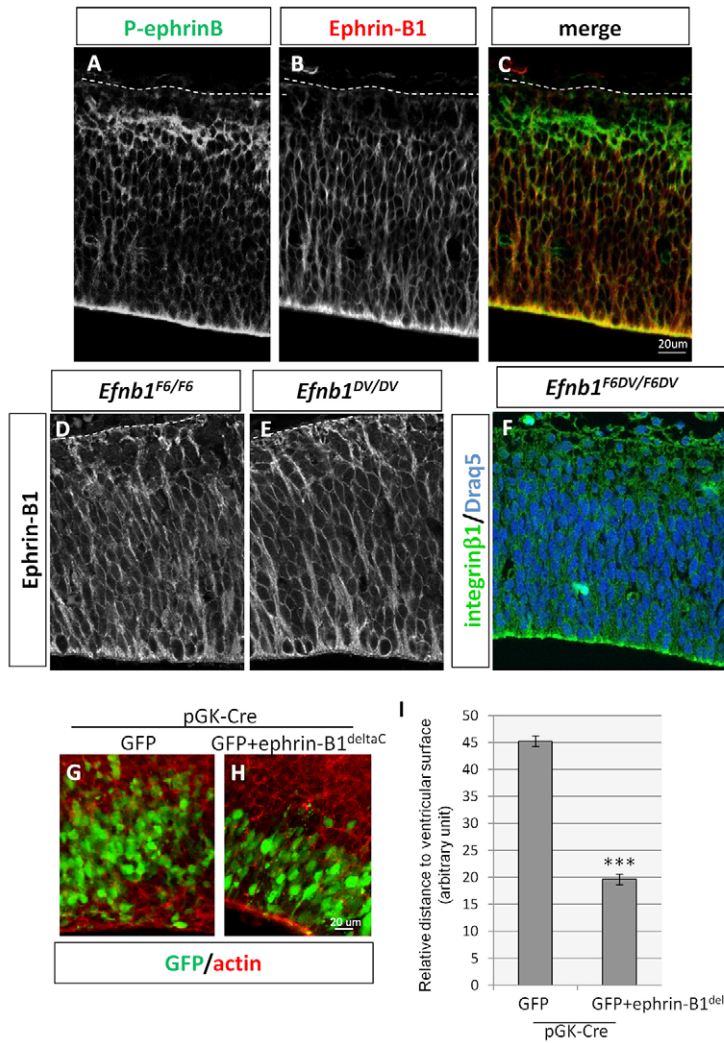 P-ephrinB
Ephrin-B1
merge
A
B
C
20um
Efnb1F6/F6
Efnb1DV/DV
Efnb1F6DV/F6DV
Ephrin-B1
D
E
integrinβ1/Draq5
F
pGK-Cre
GFP
GFP+ephrin-B1deltaC
G
H
20 um
GFP/actin
I
Relative distance to ventricular surface
(arbitrary unit)
50
45
40
35
30
25
20
15
10
5
0
***
GFP
GFP+ephrin-B1del
pGK-Cre